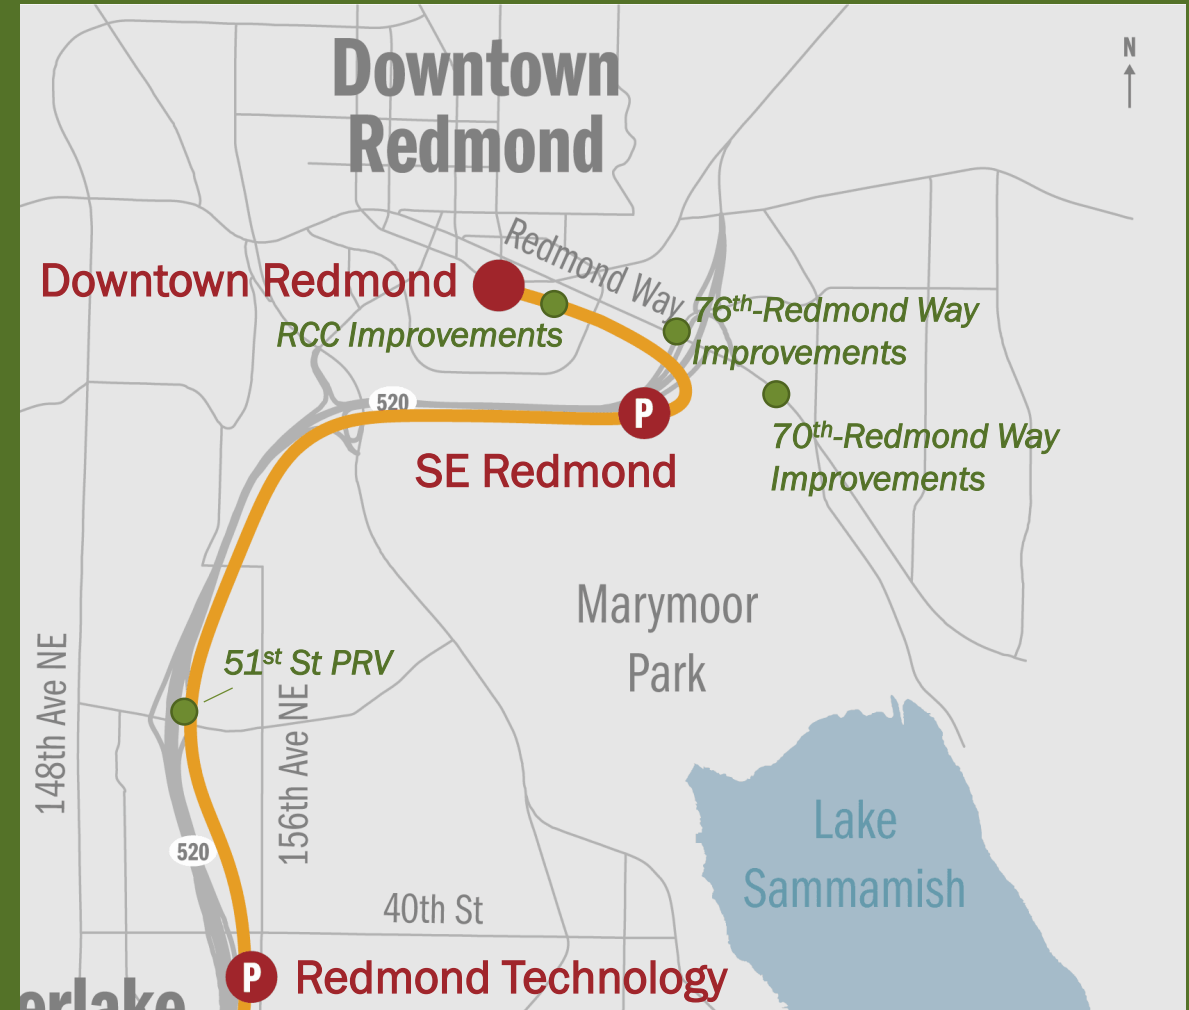 Downtown
Redmond
N
Redmond Way
Downtown Redmond
RCC Improvements
76th-Redmond Way
Improvements
520
P
70th-Redmond Way
Improvements
SE Redmond
Marymoor
Park
148th Ave NE
51st St PRV
156th Ave NE
Lake
Sammamish
520
40th St
P
Redmond Technology
erlake